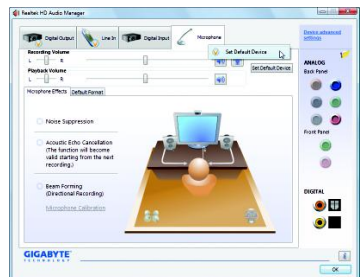 Realtek HD Audio Manager
Digital Output
Line In
Digital Input
Microphone
Device advanced settings
Set Default Device
Recording Volume
L
R
Set Default Device
Playback Volume
L
R
ANALOG
Back Panel
Microphone Effects
Default Format
Noise Suppression
Acoustic Echo Cancellation
(The function will become
valid starting from the next
recording.)
Front Panel
Beam Forming
(Directional Recording)
Microphone Calibration
DIGITAL
GIGABYTE
TECHNOLOGY
i
OK